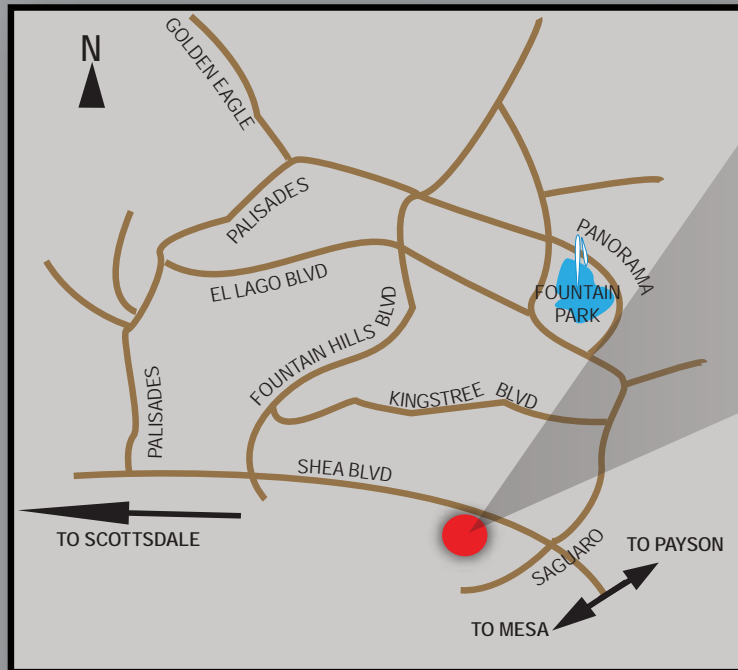 N
GOLDEN EAGLE
PALISADES
EL LAGO BLVD
PANORAMA
FOUNTAIN
PARK
FOUNTAIN HILLS BLVD
PALISADES
KINGSTREE BLVD
SHEA BLVD
TO SCOTTSDALE
SAGUARO
TO PAYSON
TO MESA